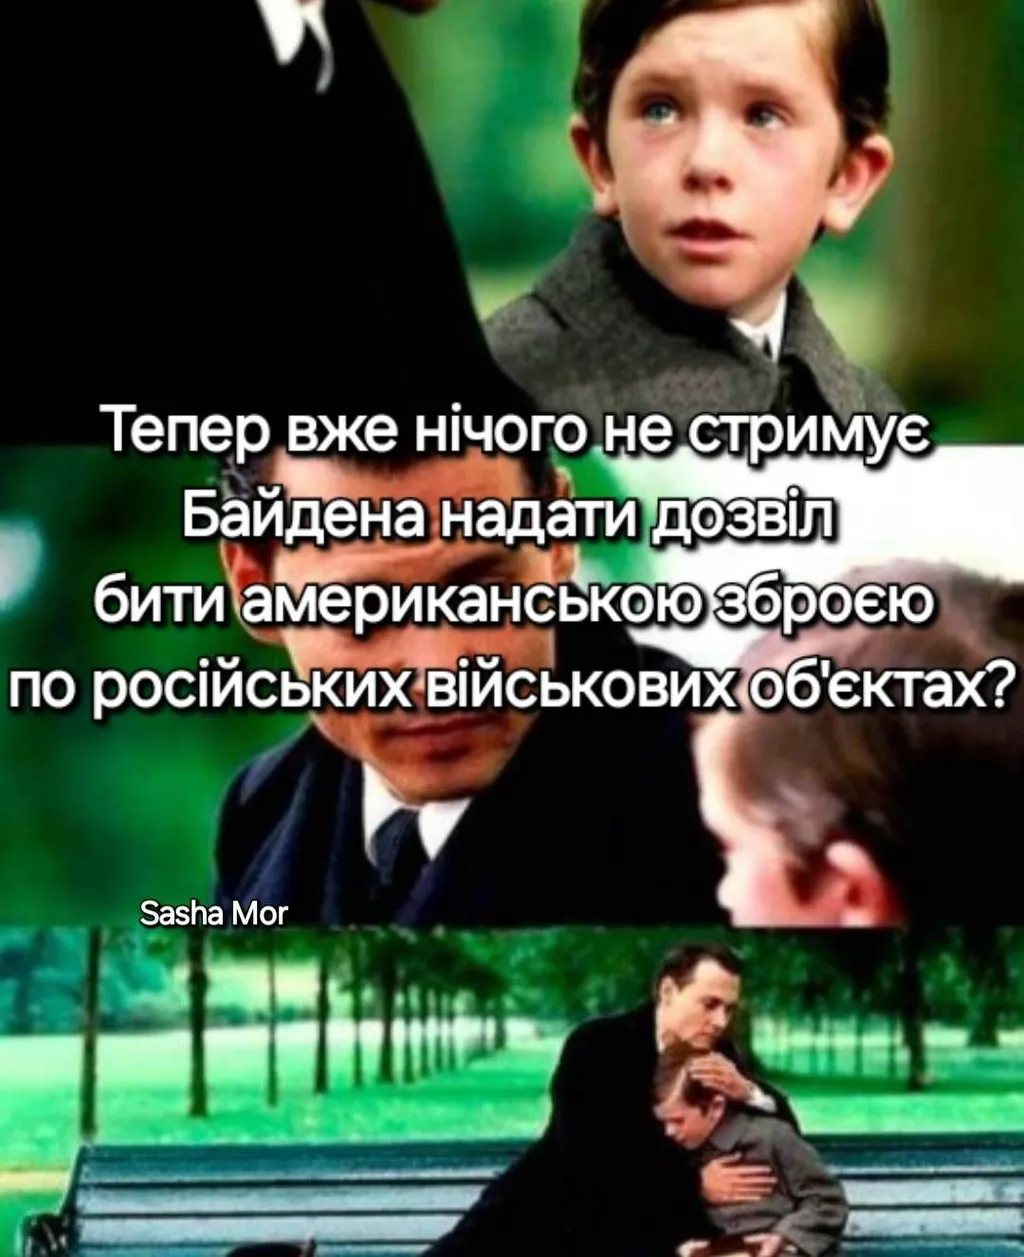 Тепер вже нічого не стримує
Байдена надати дозвіл
бити американською зброєю
по російських військових об'єктах?
Sasha Mor